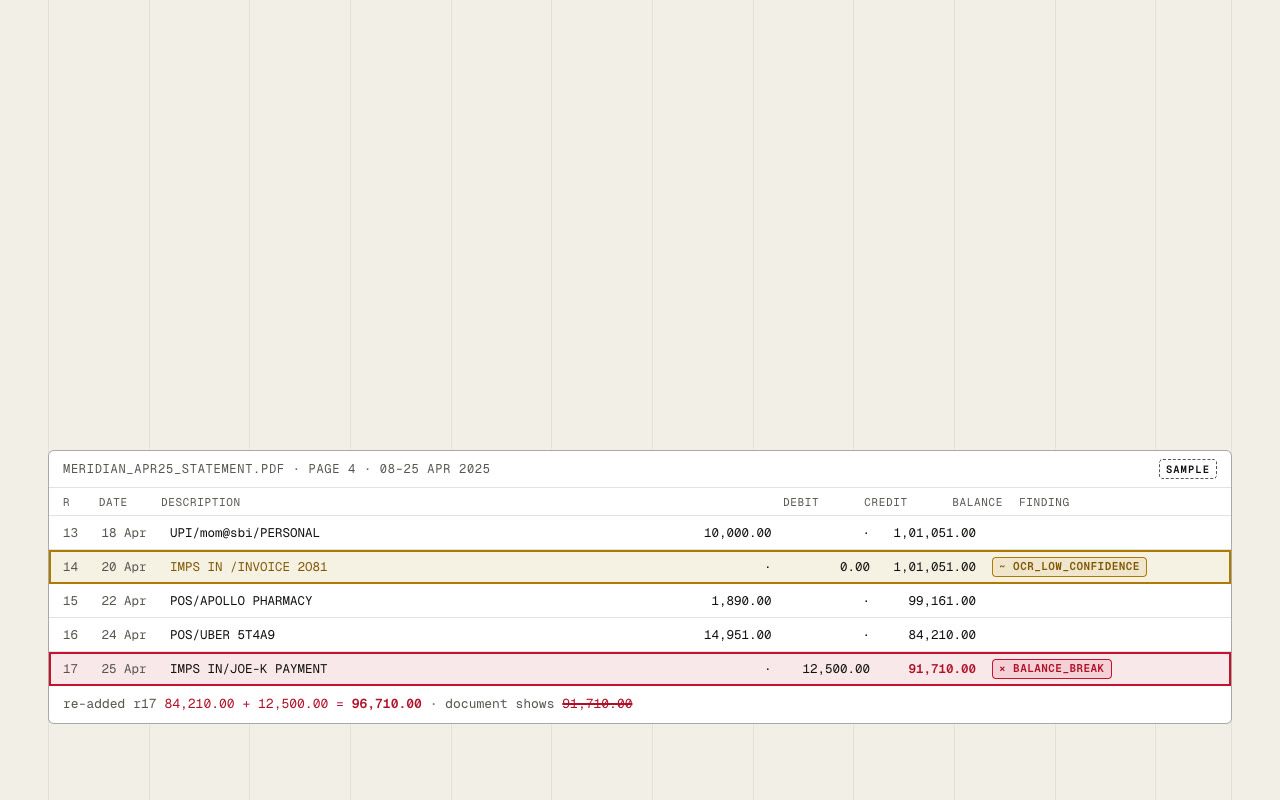 MERIDIAN_APR25_STATEMENT.PDF · PAGE 4 · 08–25 APR 2025 SAMPLE
R DATE DESCRIPTION DEBIT CREDIT BALANCE FINDING
13 18 Apr UPI/mom@sbi/PERSONAL 10,000.00 · 1,01,051.00
14 20 Apr IMPS IN /INVOICE 2O81 · 0.00 1,01,051.00 ~ OCR_LOW_CONFIDENCE
15 22 Apr POS/APOLLO PHARMACY 1,890.00 · 99,161.00
16 24 Apr POS/UBER 5T4A9 14,951.00 · 84,210.00
17 25 Apr IMPS IN/JOE-K PAYMENT · 12,500.00 91,710.00 × BALANCE_BREAK
re-added r17 84,210.00 + 12,500.00 = 96,710.00 · document shows 91,710.00